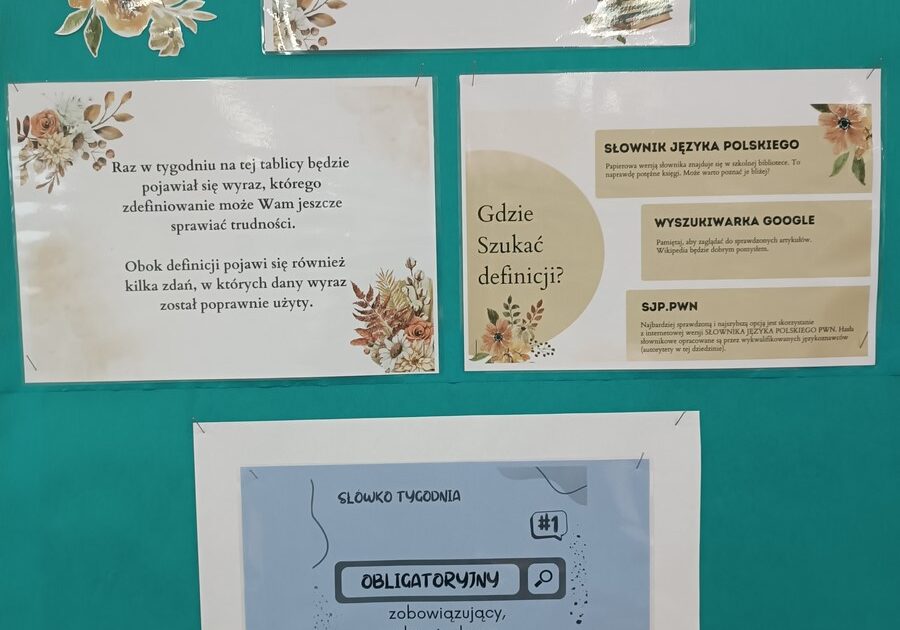 Raz w tygodniu na tej tablicy będzie
pojawiał się wyraz, którego
zdefiniowanie może Wam jeszcze
sprawiać trudności.
Obok definicji pojawi się również
kilka zdań, w których dany wyraz
został poprawnie użyty.
Gdzie
Szukać
definicji?
SŁOWNIK JĘZYKA POLSKIEGO
Papierowa wersją słownika znajduje się w szkolnej bibliotece. To
naprawdę potężne księgi. Może warto poznać je bliżej?
WYSZUKIWARKA GOOGLE
Pamiętaj, aby zaglądać do sprawdzonych artykułów.
Wikipedia będzie dobrym pomysłem.
SJP.PWN
Najbardziej sprawdzoną i najszybszą opcją jest skorzystanie
z internetowej wersji SŁOWNIKA JĘZYKA POLSKIEGO PWN. Hasła
słownikowe opracowane są przez wykwalifikowanych językoznawców
(autorytety w tej dziedzinie).
SŁÓWKO TYGODNIA
#1
OBLIGATORYJNY
zobowiązujący,